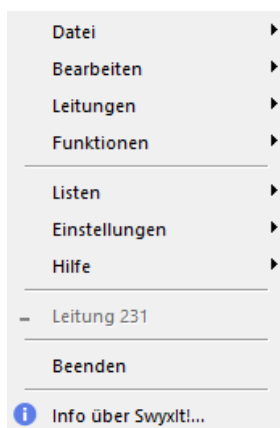 Datei
Bearbeiten
Leitungen
Funktionen
Listen
Einstellungen
Hilfe
Leitung 231
Beenden
Info über SwyxIt!...